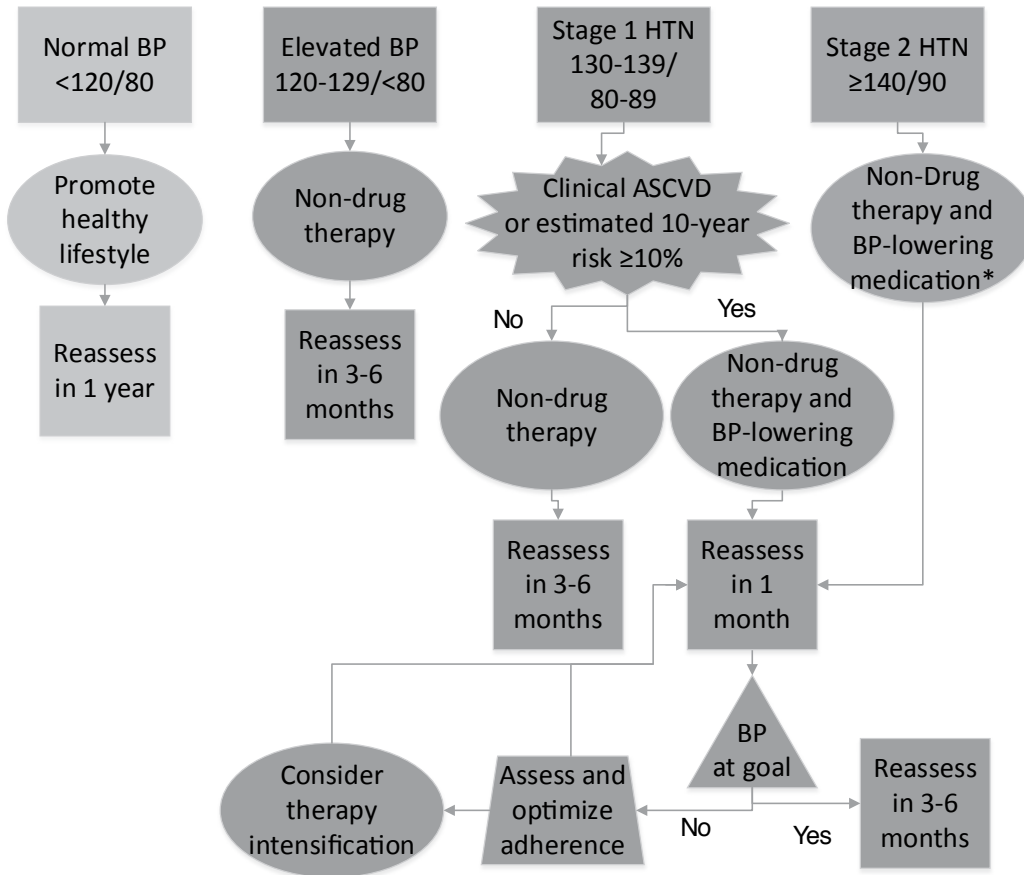 Normal BP
<120/80
Elevated BP
120-129/<80
Stage 1 HTN
130-139/
80-89
Stage 2 HTN
≥140/90
Promote
healthy
lifestyle
Non-drug
therapy
Clinical ASCVD
or estimated 10-year
risk ≥10%
Non-Drug
therapy and
BP-lowering
medication*
No
Yes
Reassess
in 1 year
Reassess
in 3-6
months
Non-drug
therapy
Non-drug
therapy and
BP-lowering
medication
Reassess
in 3-6
months
Reassess
in 1
month
BP
at goal
Consider
therapy
intensification
Assess and
optimize
adherence
No
Yes
Reassess
in 3-6
months